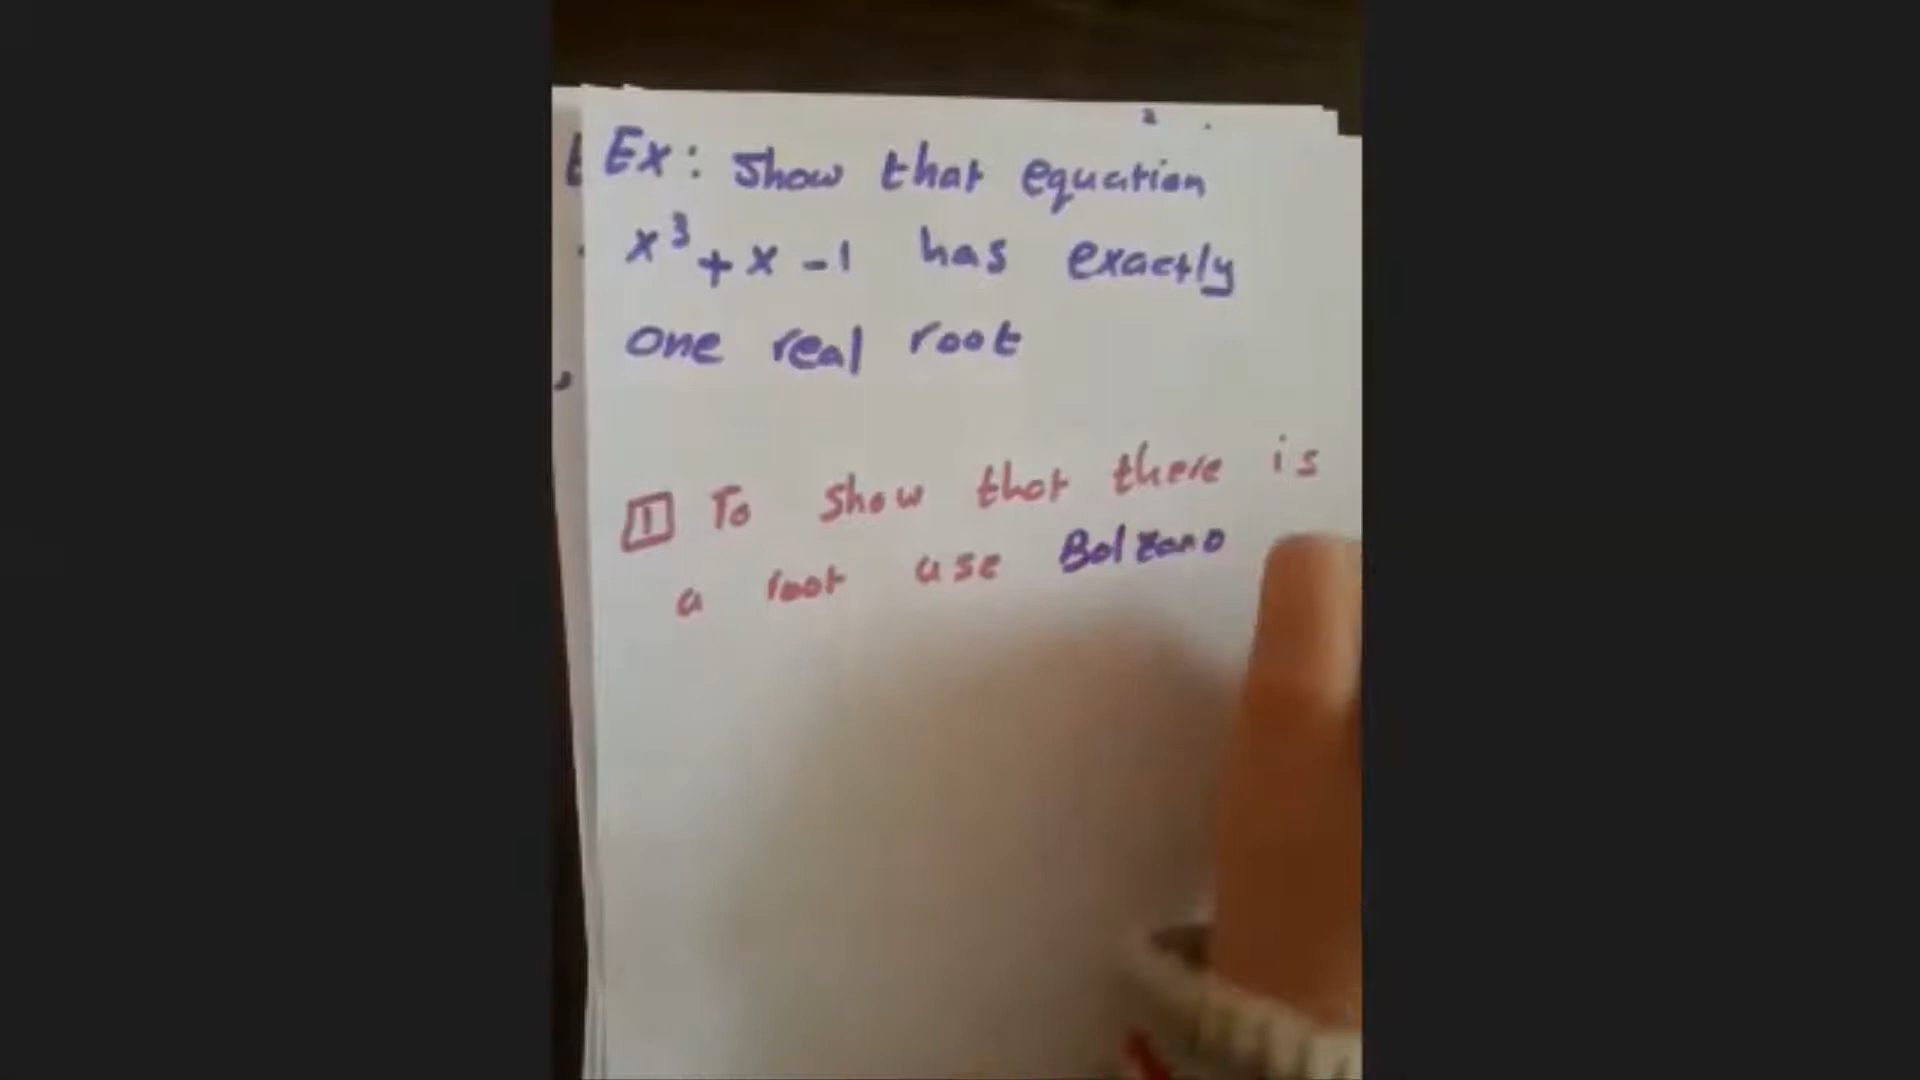 Ex: Show that equation
x³ + x - 1 has exactly
one real root
1 To show that there is
a root use Bolzano